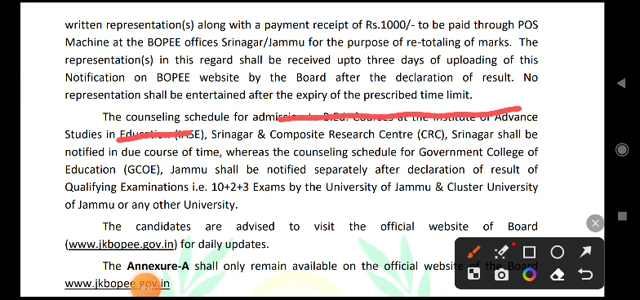 written representation(s) along with a payment receipt of Rs.1000/- to be paid through POS
Machine at the BOPEE offices Srinagar/Jammu for the purpose of re-totaling of marks. The
representation(s) in this regard shall be received upto three days of uploading of this
Notification on BOPEE website by the Board after the declaration of result. No
representation shall be entertained after the expiry of the prescribed time limit.
The counseling schedule for admission to B.Ed. Courses at the Institute of Advance
Studies in Education (IASE), Srinagar & Composite Research Centre (CRC), Srinagar shall be
notified in due course of time, whereas the counseling schedule for Government College of
Education (GCOE), Jammu shall be notified separately after declaration of result of
Qualifying Examinations i.e. 10+2+3 Exams by the University of Jammu & Cluster University
of Jammu or any other University.
The candidates are advised to visit the official website of Board
(www.jkbopee.gov.in) for daily updates.
The Annexure-A shall only remain available on the official website of the Board
www.jkbopee.gov.in